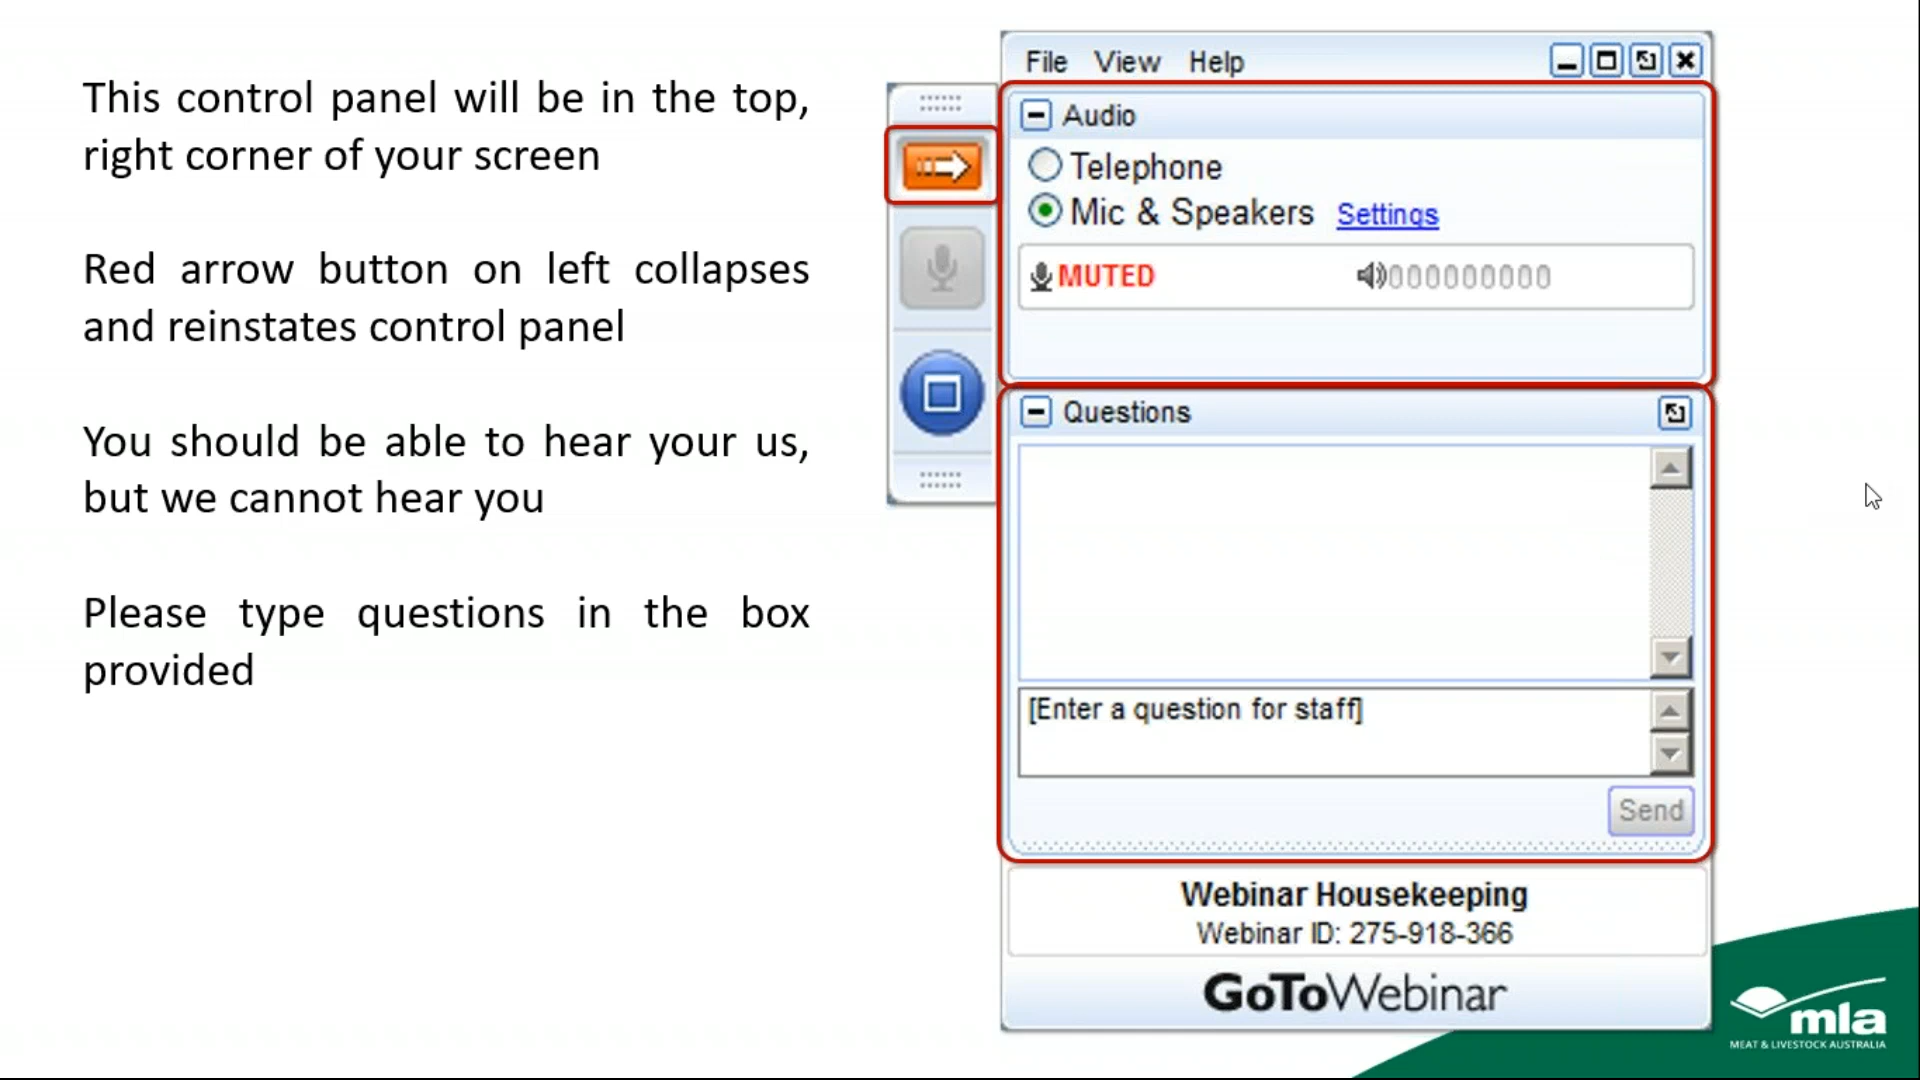 This control panel will be in the top,
right corner of your screen
Red arrow button on left collapses
and reinstates control panel
You should be able to hear your us,
but we cannot hear you
Please type questions in the box
provided
File View Help
Audio
Telephone
Mic & Speakers Settings
MUTED
Questions
[Enter a question for staff]
Send
Webinar Housekeeping
Webinar ID: 275-918-366
GoToWebinar
mla
MEAT & LIVESTOCK AUSTRALIA